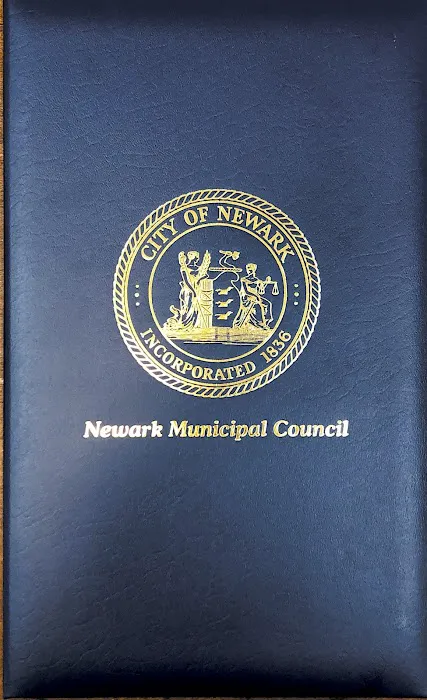 CITY OF NEWARK
INCORPORATED 1836
Newark Municipal Council